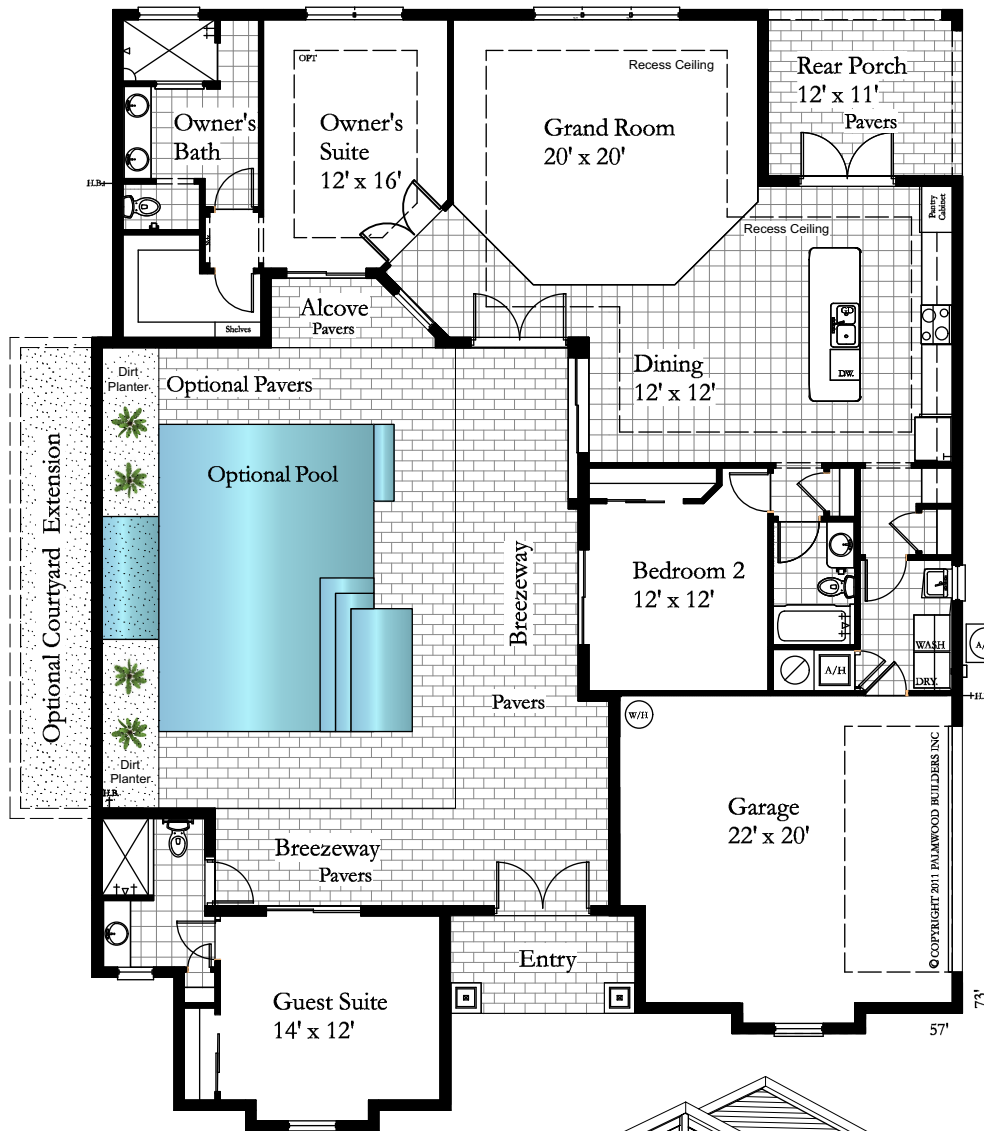 Owner's
Bath
OPT
Owner's
Suite
12' x 16'
Recess Ceiling
Grand Room
20' x 20'
Rear Porch
12' x 11'
Pavers
H.B.
Pantry
Cabinet
Recess Ceiling
Shelves
Alcove
Pavers
Dining
12' x 12'
D.W.
Dirt
Planter
Optional Pavers
Optional Pool
Optional Courtyard Extension
Breezeway
Bedroom 2
12' x 12'
WASH
DRY.
A/H
Pavers
W/H
Dirt
Planter
H.B.
Garage
22' x 20'
© COPYRIGHT 2011 PALMWOOD BUILDERS INC
Breezeway
Pavers
Entry
Guest Suite
14' x 12'
73'
57'